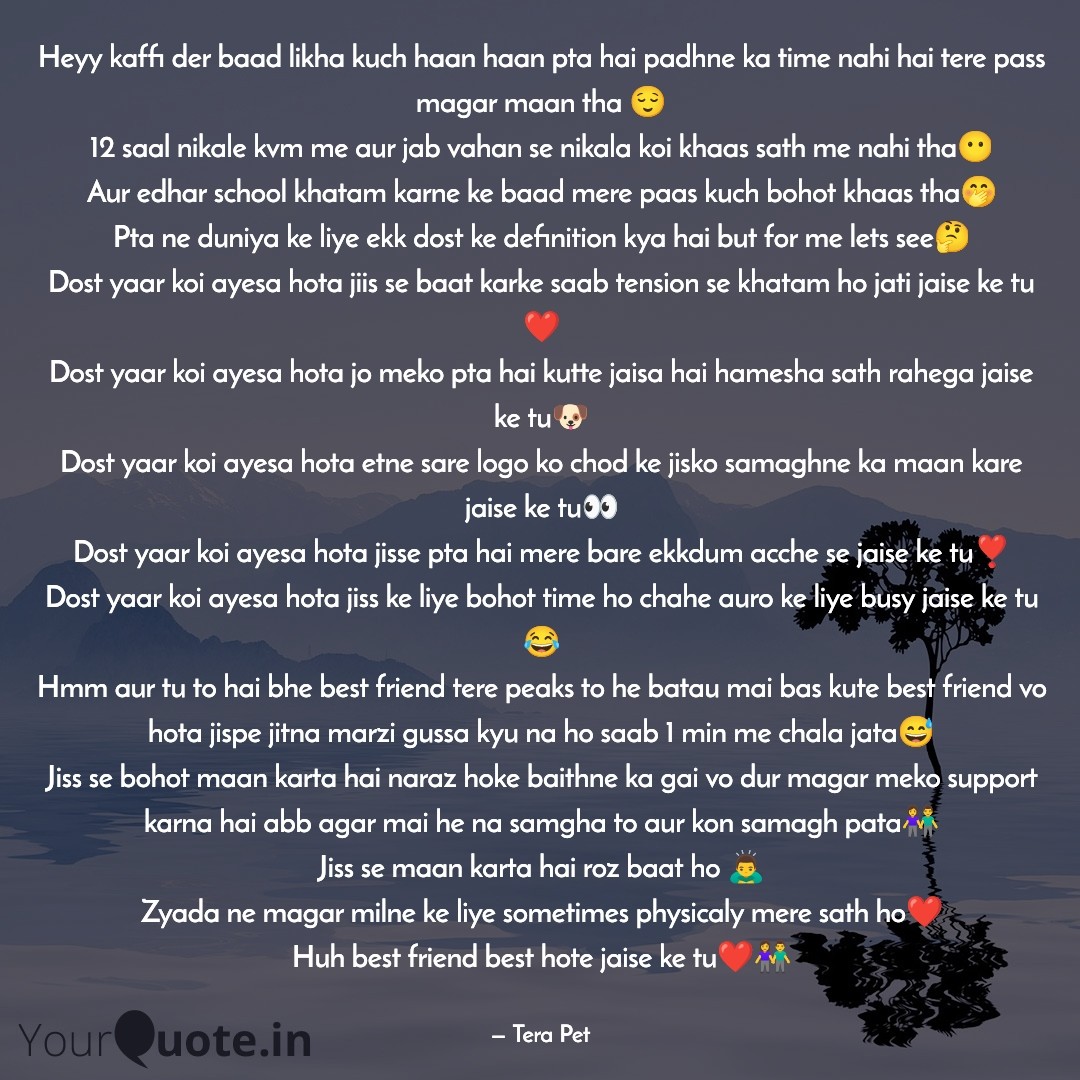 Heyy kaffi der baad likha kuch haan haan pta hai padhne ka time nahi hai tere pass
magar maan tha 😌
12 saal nikale kvm me aur jab vahan se nikala koi khaas sath me nahi tha😶
Aur edhar school khatam karne ke baad mere paas kuch bohot khaas tha🤭
Pta ne duniya ke liye ekk dost ke definition kya hai but for me lets see🤔
Dost yaar koi ayesa hota jiis se baat karke saab tension se khatam ho jati jaise ke tu
❤️
Dost yaar koi ayesa hota jo meko pta hai kutte jaisa hai hamesha sath rahega jaise
ke tu🐶
Dost yaar koi ayesa hota etne sare logo ko chod ke jisko samaghne ka maan kare
jaise ke tu👀
Dost yaar koi ayesa hota jisse pta hai mere bare ekkdum acche se jaise ke tu❣️
Dost yaar koi ayesa hota jiss ke liye bohot time ho chahe auro ke liye busy jaise ke tu
😂
Hmm aur tu to hai bhe best friend tere peaks to he batau mai bas kute best friend vo
hota jispe jitna marzi gussa kyu na ho saab 1 min me chala jata😅
Jiss se bohot maan karta hai naraz hoke baithne ka gai vo dur magar meko support
karna hai abb agar mai he na samgha to aur kon samagh pata👫
Jiss se maan karta hai roz baat ho 🙇‍♂️
Zyada ne magar milne ke liye sometimes physicaly mere sath ho❤️
Huh best friend best hote jaise ke tu❤️👫
– Tera Pet
YourQuote.in